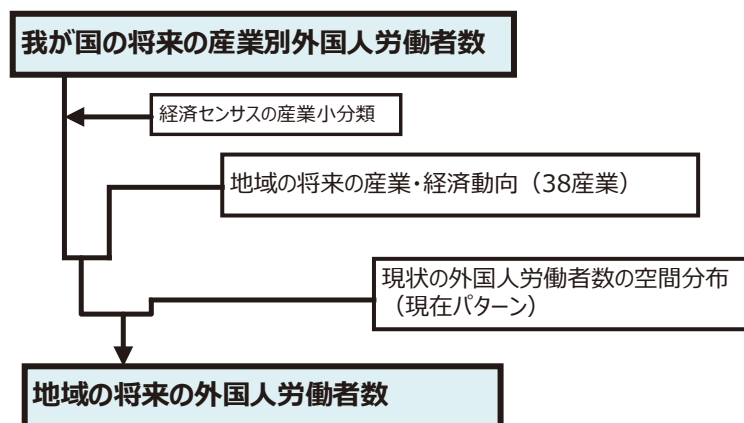 我が国の将来の産業別外国人労働者数
経済センサスの産業小分類
地域の将来の産業・経済動向（38産業）
現状の外国人労働者数の空間分布
（現在パターン）
地域の将来の外国人労働者数